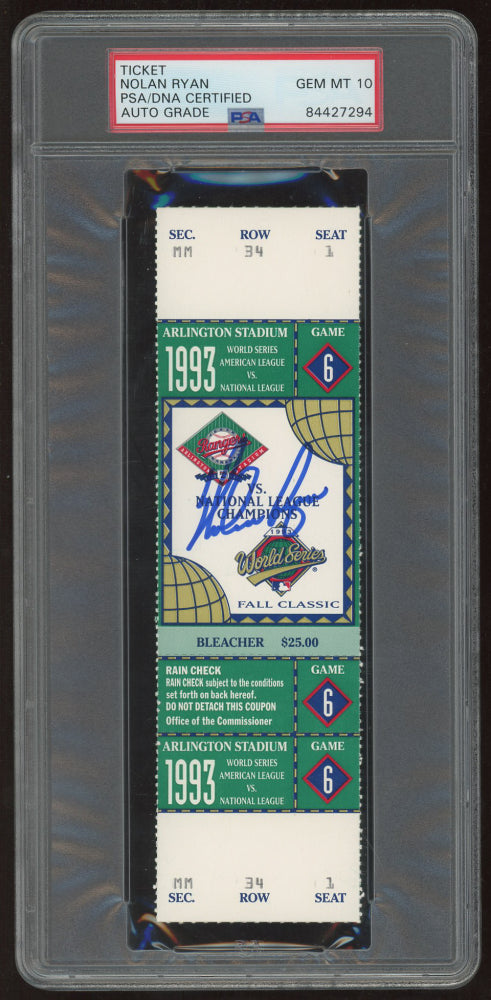 TICKET
NOLAN RYAN GEM MT 10
PSA/DNA CERTIFIED
AUTO GRADE PSA 84427294
SEC. ROW SEAT
MM 34 1
ARLINGTON STADIUM GAME
1993 WORLD SERIES
AMERICAN LEAGUE
VS.
NATIONAL LEAGUE
6
Rangers
VS.
NATIONAL LEAGUE
CHAMPIONS
Nolan Ryan
1993
World Series
®
FALL CLASSIC
BLEACHER $25.00
RAIN CHECK GAME
RAIN CHECK subject to the conditions
set forth on back hereof.
DO NOT DETACH THIS COUPON
Office of the Commissioner
6
ARLINGTON STADIUM GAME
1993 WORLD SERIES
AMERICAN LEAGUE
VS.
NATIONAL LEAGUE
6
MM 34 1
SEC. ROW SEAT